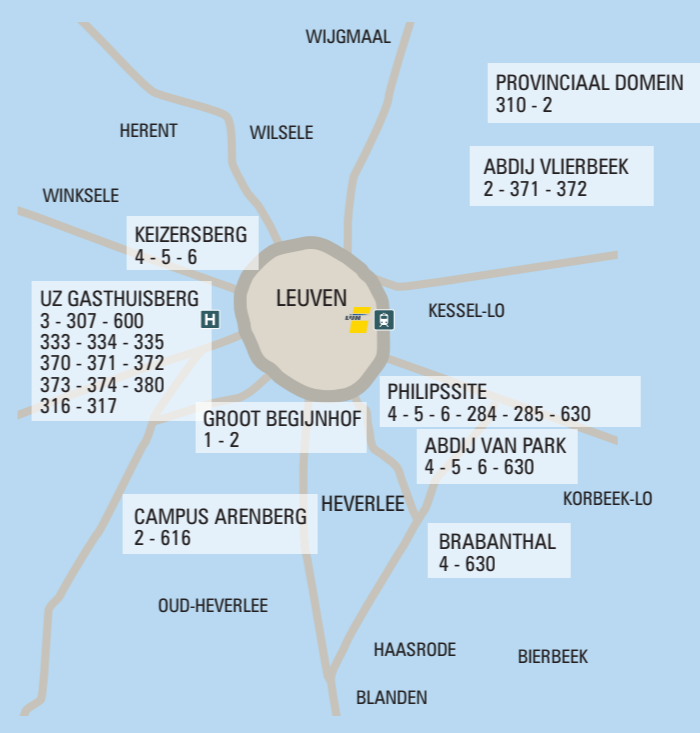 WIJGMAAL
PROVINCIAAL DOMEIN
310 - 2
HERENT
WILSELE
ABDIJ VLIERBEEK
2 - 371 - 372
WINKSELE
KEIZERSBERG
4 - 5 - 6
UZ GASTHUISBERG
3 - 307 - 600
333 - 334 - 335
370 - 371 - 372
373 - 374 - 380
316 - 317
H
LEUVEN
KESSEL-LO
PHILIPSSITE
4 - 5 - 6 - 284 - 285 - 630
GROOT BEGIJNHOF
1 - 2
ABDIJ VAN PARK
4 - 5 - 6 - 630
KORBEEK-LO
HEVERLEE
CAMPUS ARENBERG
2 - 616
BRABANTHAL
4 - 630
OUD-HEVERLEE
HAASRODE
BIERBEEK
BLANDEN